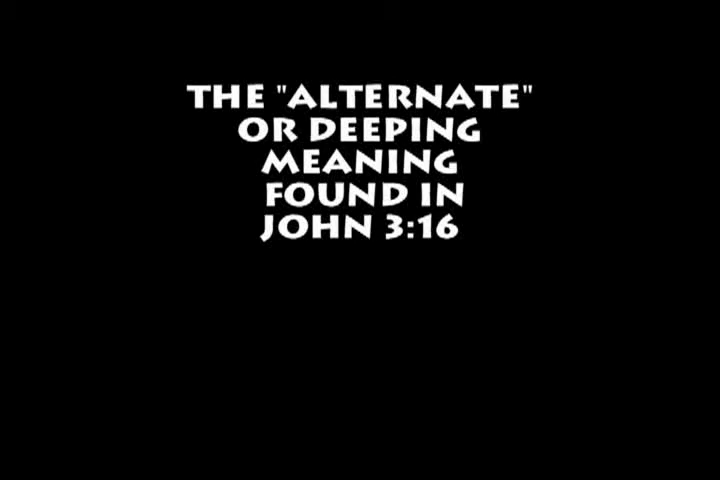 THE "ALTERNATE"
OR DEEPING
MEANING
FOUND IN
JOHN 3:16